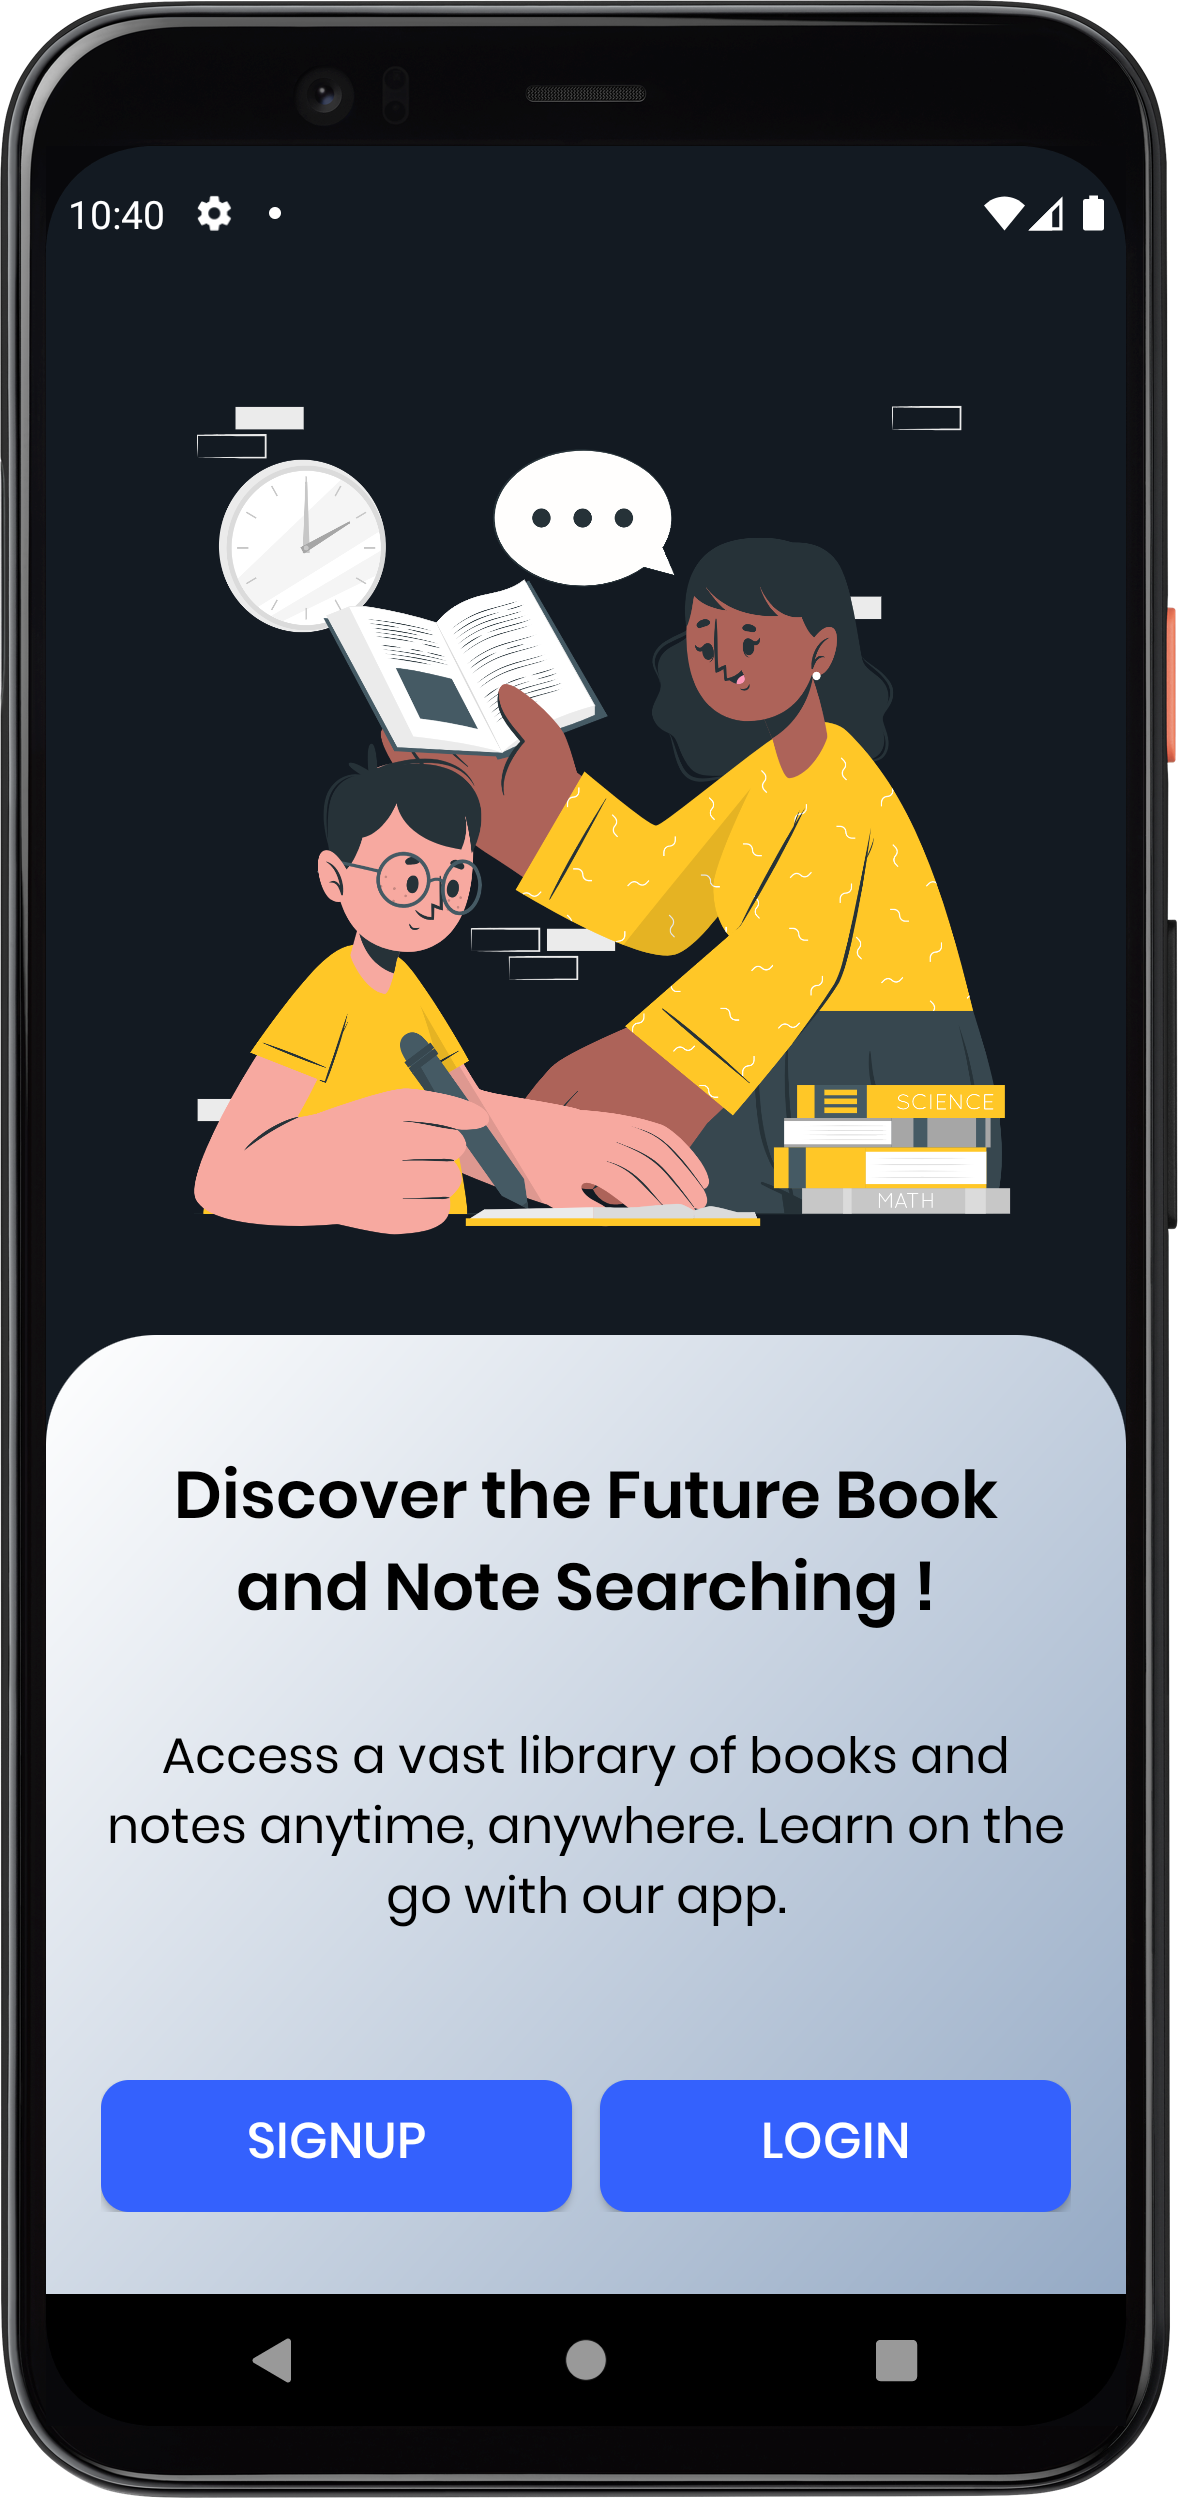 10:40
SCIENCE
MATH
Discover the Future Book
and Note Searching !
Access a vast library of books and
notes anytime, anywhere. Learn on the
go with our app.
SIGNUP
LOGIN